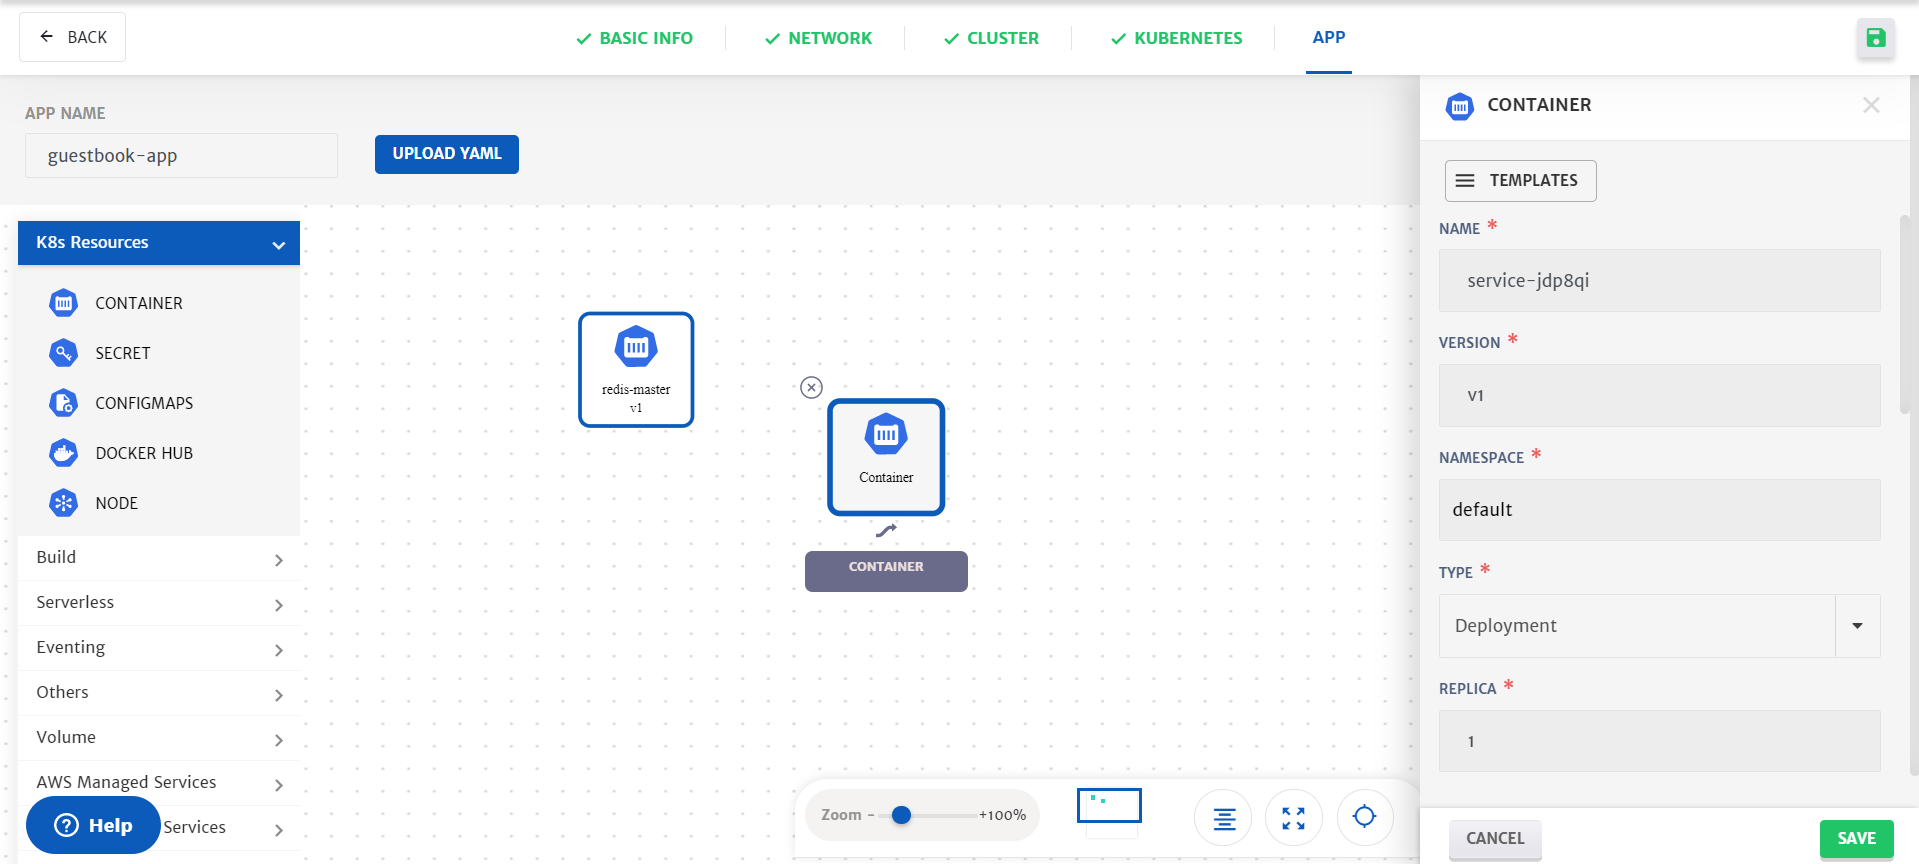 BACK
BASIC INFO
NETWORK
CLUSTER
KUBERNETES
APP
APP NAME
guestbook-app
UPLOAD YAML
K8s Resources
CONTAINER
SECRET
CONFIGMAPS
DOCKER HUB
NODE
Build
Serverless
Eventing
Others
Volume
AWS Managed Services
Services
Help
redis-master
v1
Container
CONTAINER
Zoom - +100%
CONTAINER
TEMPLATES
NAME *
service-jdp8qi
VERSION *
v1
NAMESPACE *
default
TYPE *
Deployment
REPLICA *
1
CANCEL
SAVE